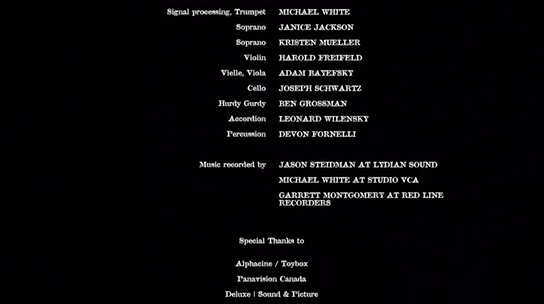 Signal processing, Trumpet MICHAEL WHITE
Soprano JANICE JACKSON
Soprano KRISTEN MUELLER
Violin HAROLD FREIFELD
Vielle, Viola ADAM RAYEFSKY
Cello JOSEPH SCHWARTZ
Hurdy Gurdy BEN GROSSMAN
Accordion LEONARD WILENSKY
Percussion DEVON FORNELLI
Music recorded by JASON STEIDMAN AT LYDIAN SOUND
MICHAEL WHITE AT STUDIO VCA
GARRETT MONTGOMERY AT RED LINE
RECORDERS
Special Thanks to
Alphacine / Toybox
Panavision Canada
Deluxe | Sound & Picture